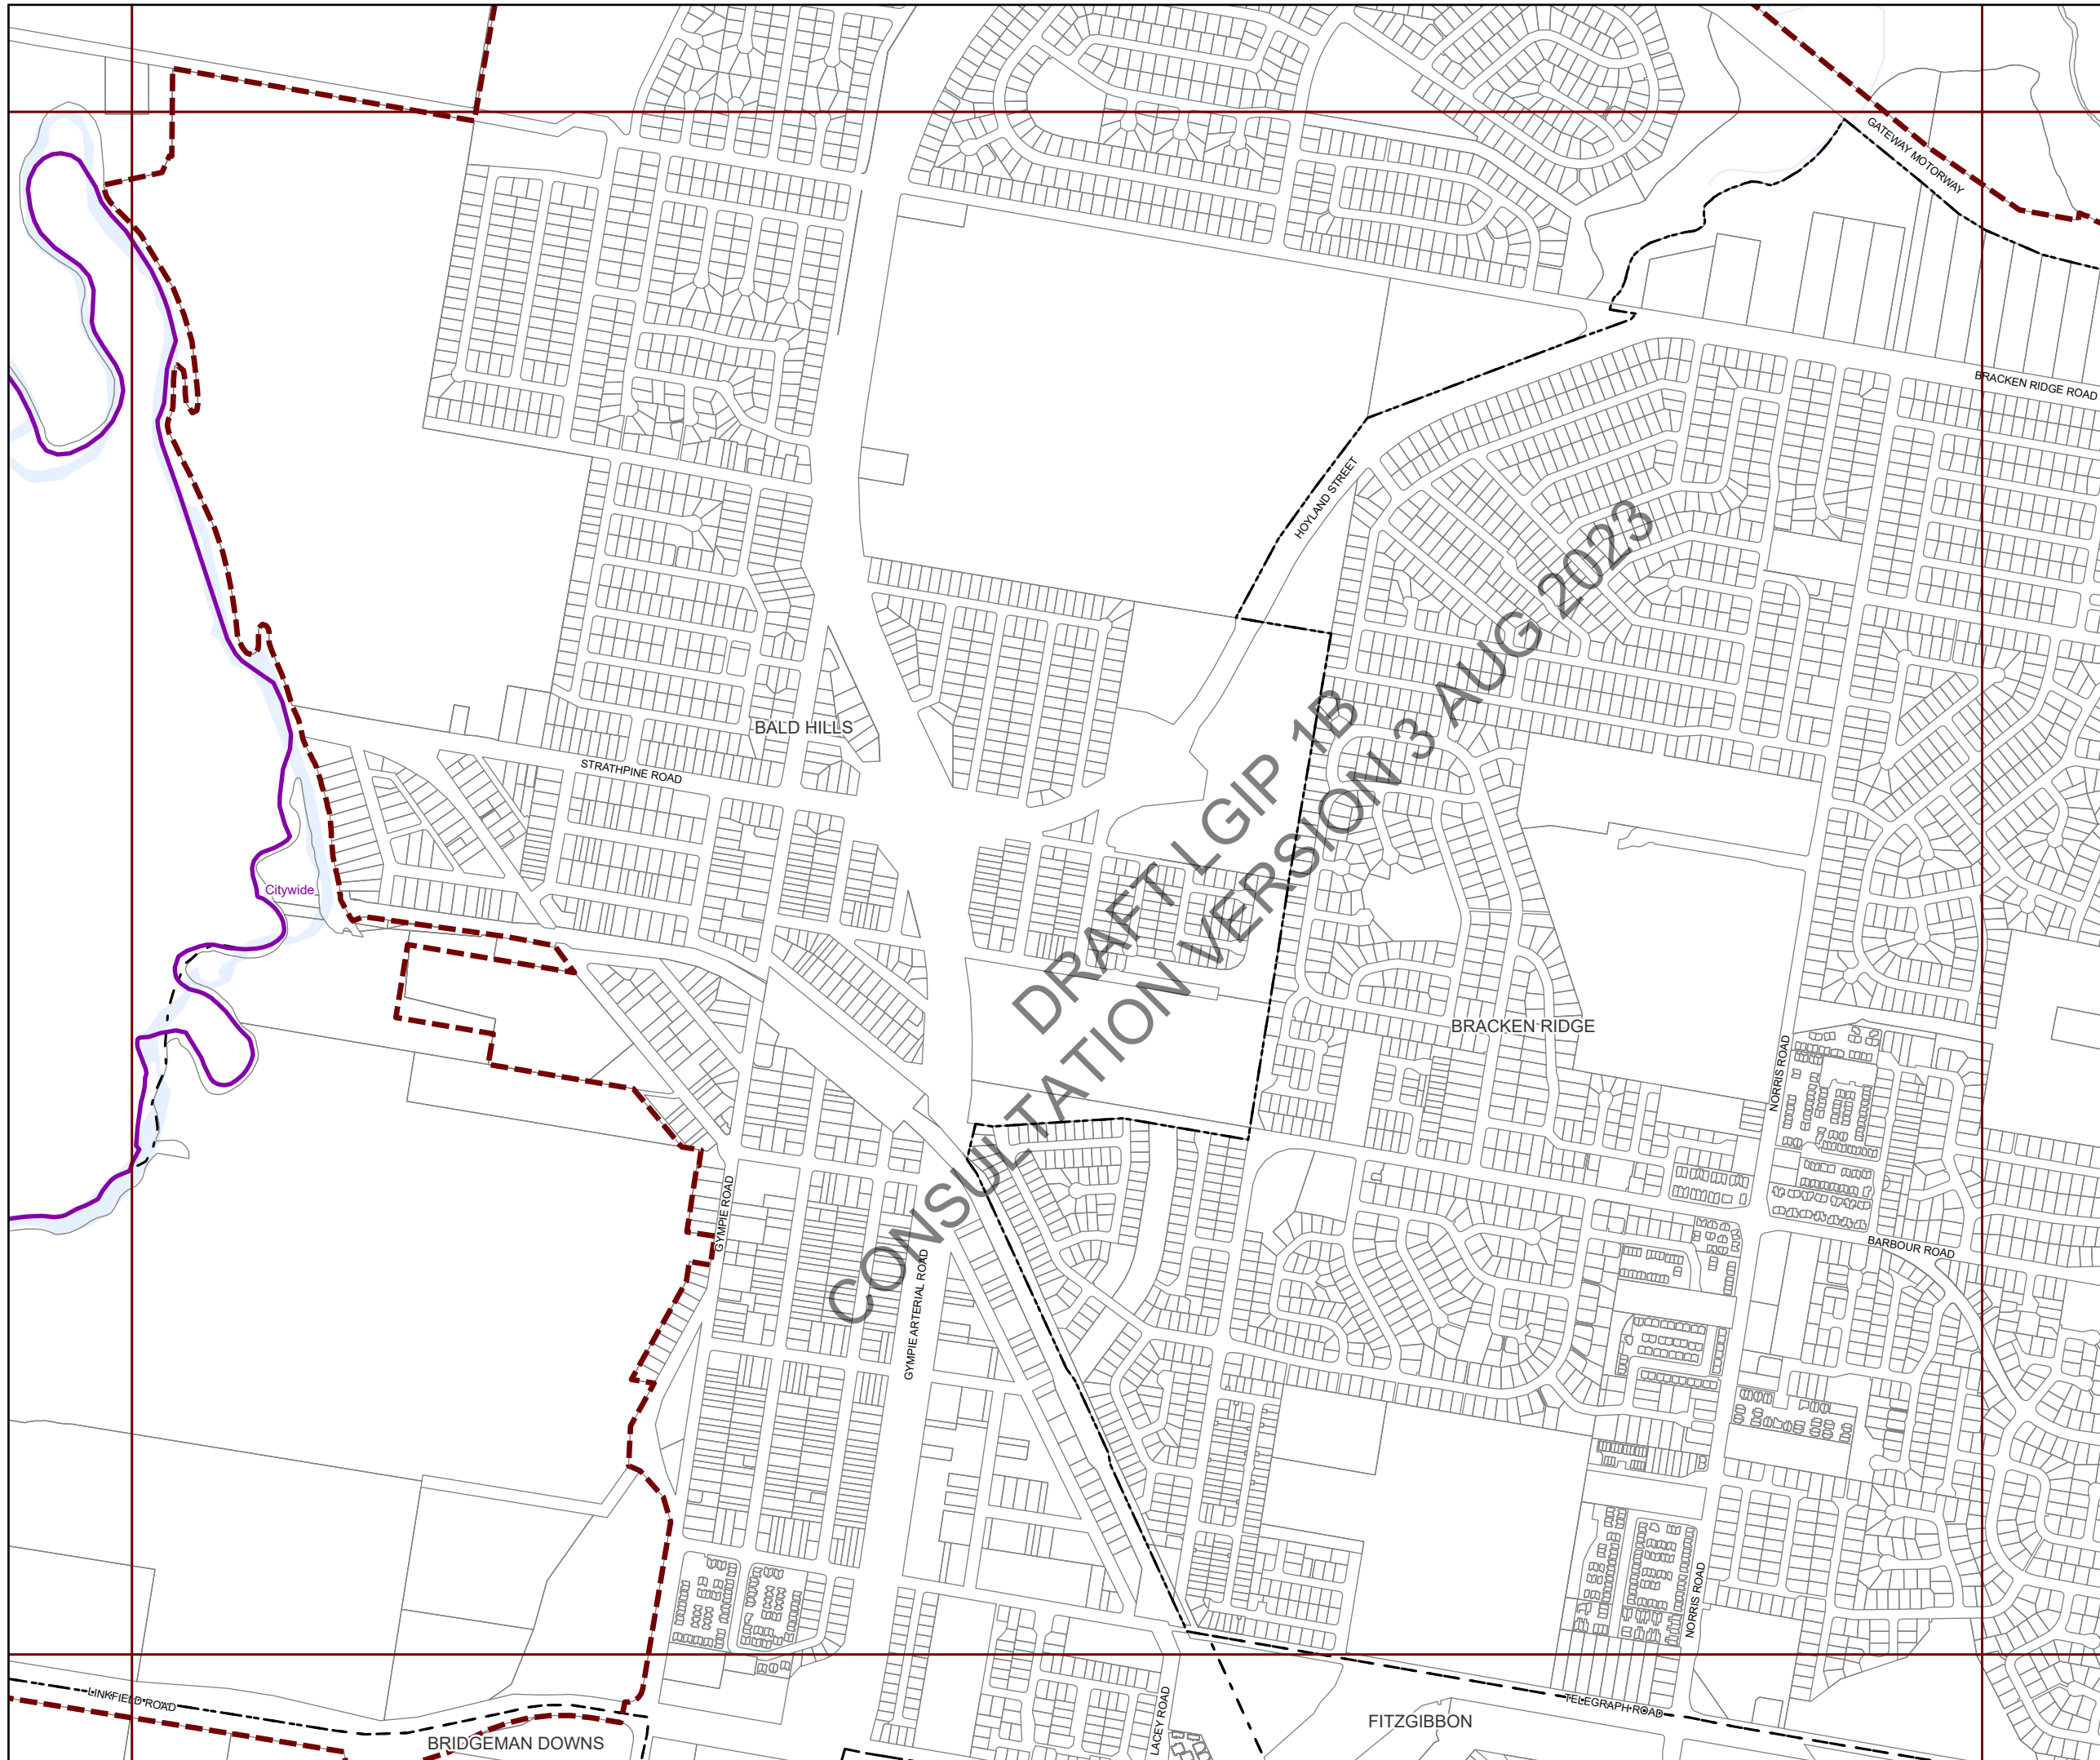 GATEWAY MOTORWAY
BRACKEN RIDGE ROAD
HOYLAND STREET
BALD HILLS
STRATHPINE ROAD
Citywide
DRAFT LGIP 1B
CONSULTATION VERSION 3 AUG 2023
BRACKEN RIDGE
NORRIS ROAD
GYMPIE ROAD
BARBOUR ROAD
GYMPIE ARTERIAL ROAD
NORRIS ROAD
LINKFIELD ROAD
LACEY ROAD
TELEGRAPH ROAD
FITZGIBBON
BRIDGEMAN DOWNS